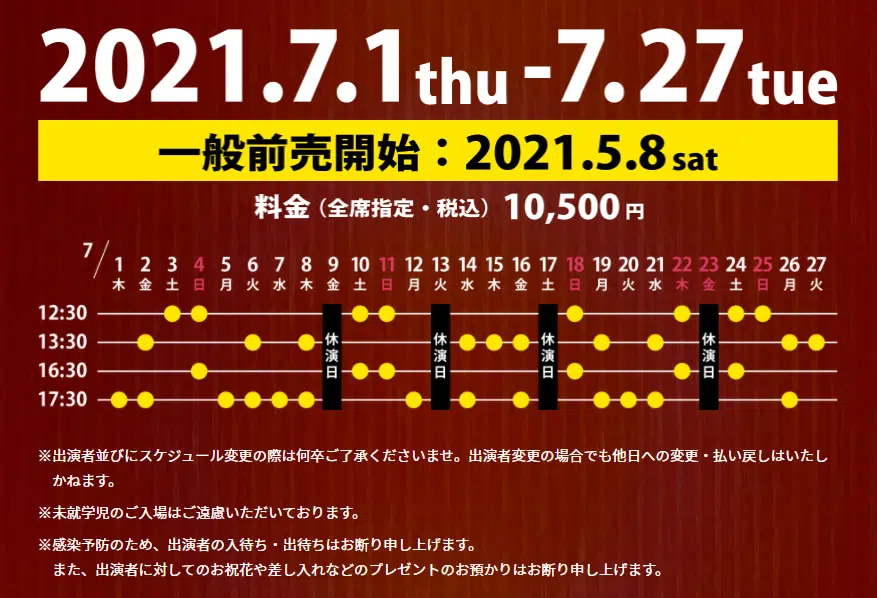 2021.7.1thu-7.27tue
一般前売開始：2021.5.8sat
料金（全席指定・税込）10,500円
7/ 1 2 3 4 5 6 7 8 9 10 11 12 13 14 15 16 17 18 19 20 21 22 23 24 25 26 27
木 金 土 日 月 火 水 木 金 土 日 月 火 水 木 金 土 日 月 火 水 木 金 土 日 月 火
12:30
13:30
16:30
17:30
休演日 休演日 休演日 休演日
※出演者並びにスケジュール変更の際は何卒ご了承くださいませ。出演者変更の場合でも他日への変更・払い戻しはいたし
かねます。
※未就学児のご入場はご遠慮いただいております。
※感染予防のため、出演者の入待ち・出待ちはお断り申し上げます。
また、出演者に対してのお祝花や差し入れなどのプレゼントのお預かりはお断り申し上げます。